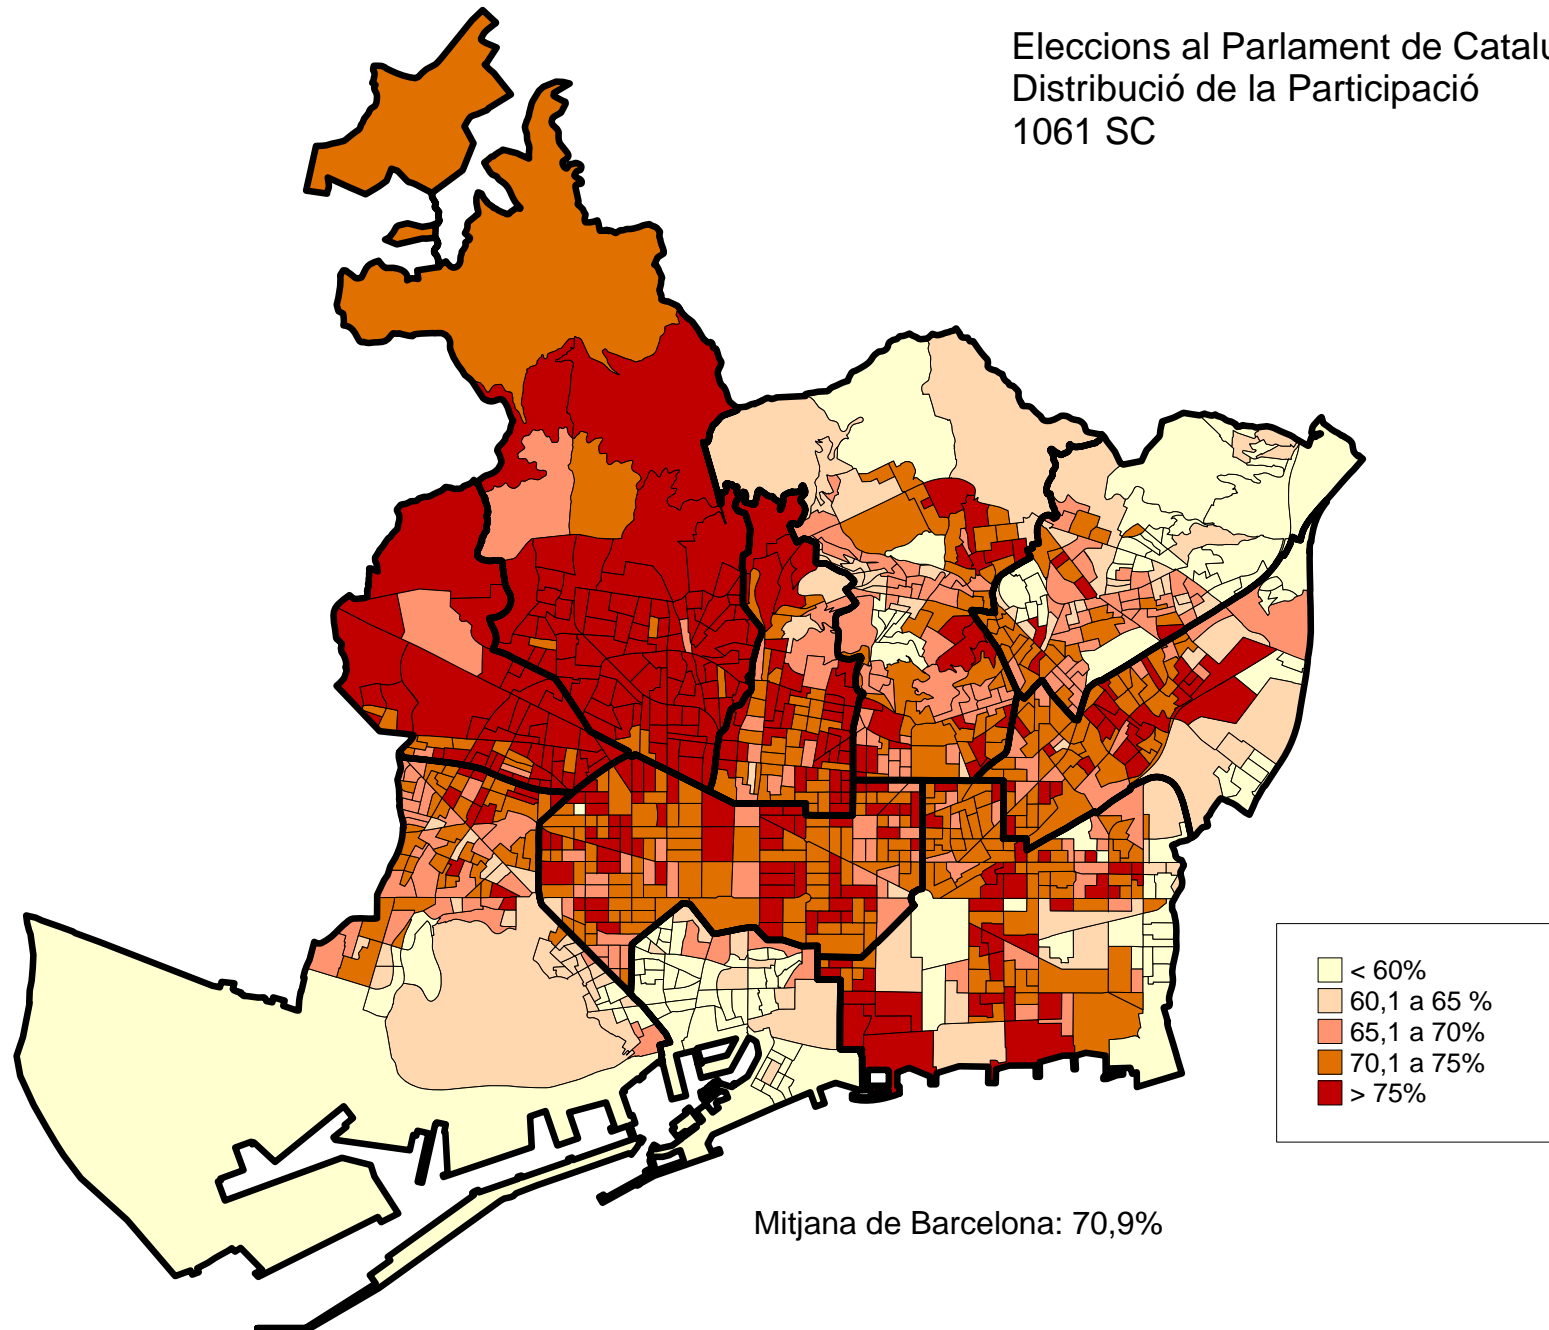 Eleccions al Parlament de Catalu
Distribució de la Participació
1061 SC
< 60%
60,1 a 65 %
65,1 a 70%
70,1 a 75%
> 75%
Mitjana de Barcelona: 70,9%